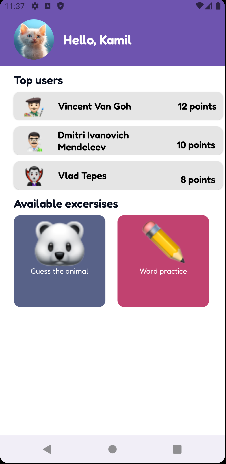 11:37
Hello, Kamil
Top users
Vincent Van Goh 12 points
Dmitri Ivanovich
Mendeleev 10 points
Vlad Tepes 8 points
Available excersises
Guess the animal Word practice